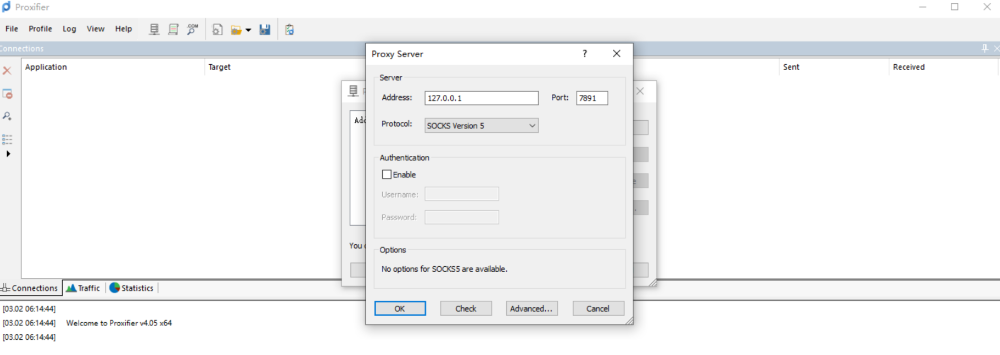 Proxifier
File Profile Log View Help
Connections
Application Target Sent Received
Proxy Server
Server
Address: 127.0.0.1 Port: 7891
Protocol: SOCKS Version 5
Authentication
Enable
Username:
Password:
Options
No options for SOCKS5 are available.
OK Check Advanced... Cancel
You
Connections Traffic Statistics
[03.02 06:14:44]
[03.02 06:14:44] Welcome to Proxifier v4.05 x64
[03.02 06:14:44]